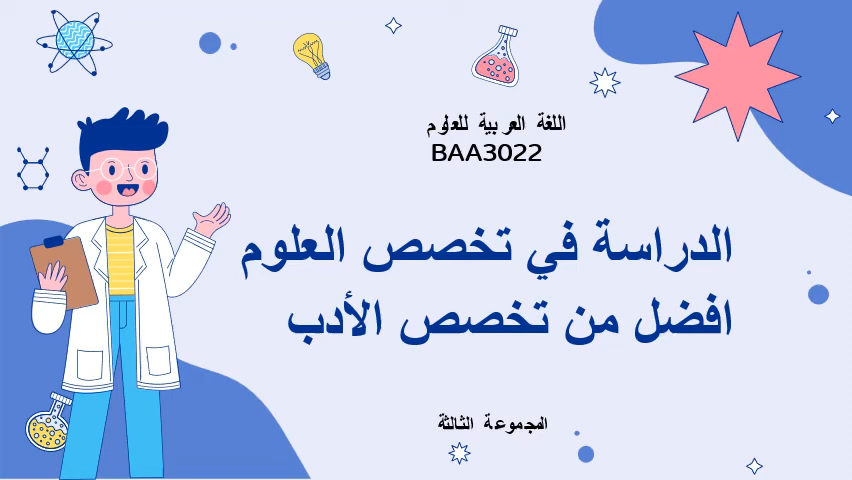 اللغة العربية للعلوم
BAA3022
الدراسة في تخصص العلوم
افضل من تخصص الأدب
المجموعة الثالثة